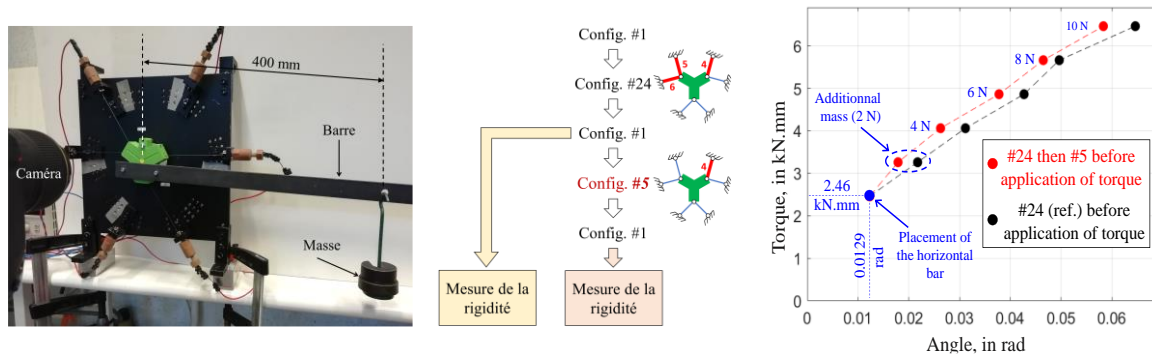 400 mm
Barre
Caméra
Masse
Config. #1
Config. #24
5
4
6
Config. #1
Config. #5
4
Config. #1
Mesure de la
rigidité
Mesure de la
rigidité
Torque, in kN.mm
6
5
4
3
2
1
0
0
0.01
0.02
0.03
0.04
0.05
0.06
Angle, in rad
10 N
8 N
6 N
4 N
Additionnal
mass (2 N)
2.46
kN.mm
0.0129
rad
Placement of
the horizontal
bar
#24 then #5 before
application of torque
#24 (ref.) before
application of torque